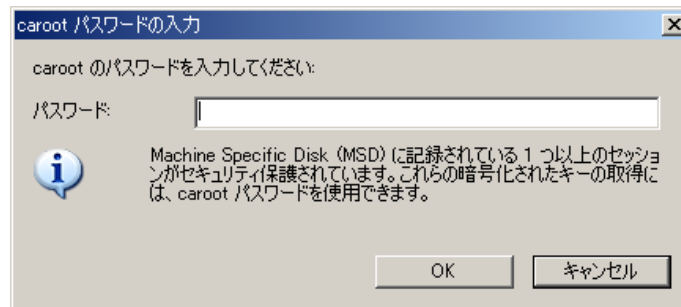 caroot パスワードの入力
caroot のパスワードを入力してください:
パスワード:
Machine Specific Disk (MSD) に記録されている 1 つ以上のセッショ
ンがセキュリティ保護されています。これらの暗号化されたキーの取得に
は、caroot パスワードを使用できます。
OK キャンセル